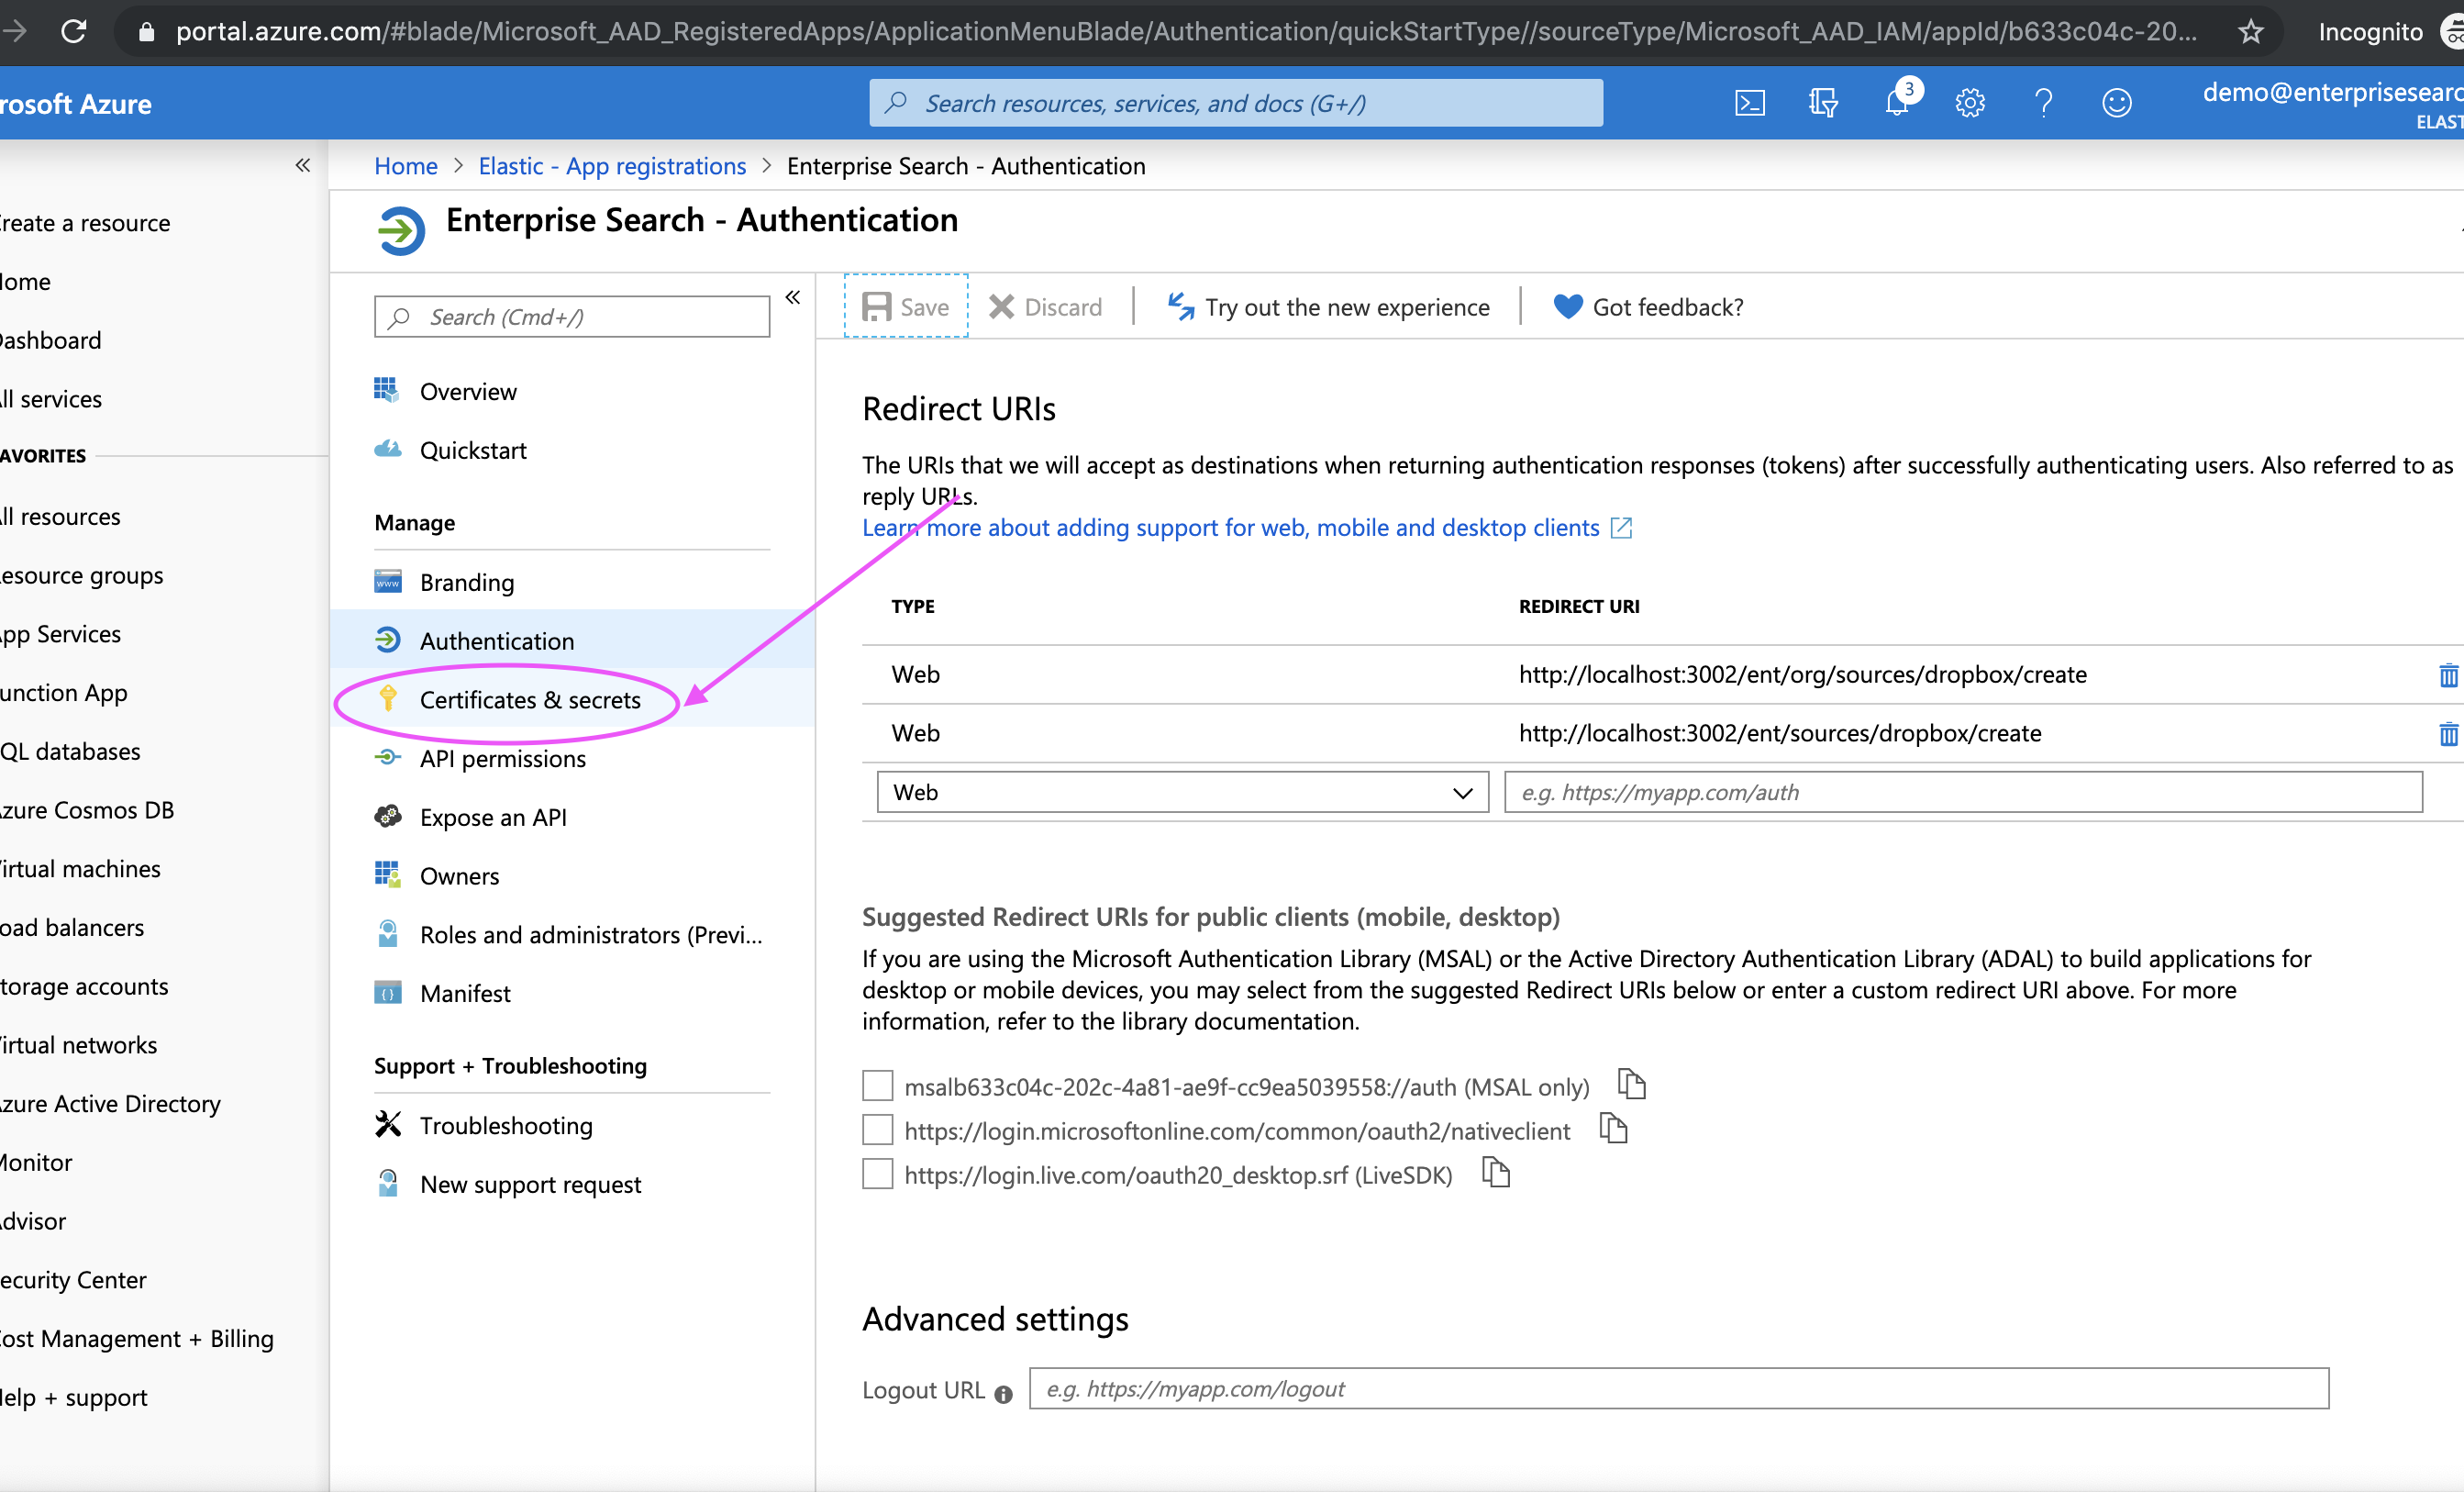 portal.azure.com/#blade/Microsoft_AAD_RegisteredApps/ApplicationMenuBlade/Authentication/quickStartType//sourceType/Microsoft_AAD_IAM/appId/b633c04c-20...
Incognito
rosoft Azure
Search resources, services, and docs (G+/)
3
demo@enterprisesearc
ELAST
Home > Elastic - App registrations > Enterprise Search - Authentication
Enterprise Search - Authentication
reate a resource
ome
ashboard
ll services
AVORITES
ll resources
esource groups
pp Services
unction App
QL databases
zure Cosmos DB
irtual machines
oad balancers
torage accounts
irtual networks
zure Active Directory
Monitor
dvisor
ecurity Center
ost Management + Billing
elp + support
Search (Cmd+/)
Overview
Quickstart
Manage
www
Branding
Authentication
Certificates & secrets
API permissions
Expose an API
Owners
Roles and administrators (Previ...
Manifest
Support + Troubleshooting
Troubleshooting
New support request
Save
Discard
Try out the new experience
Got feedback?
Redirect URIs
The URIs that we will accept as destinations when returning authentication responses (tokens) after successfully authenticating users. Also referred to as
reply URLs.
Learn more about adding support for web, mobile and desktop clients
TYPE
REDIRECT URI
Web
http://localhost:3002/ent/org/sources/dropbox/create
Web
http://localhost:3002/ent/sources/dropbox/create
Web
e.g. https://myapp.com/auth
Suggested Redirect URIs for public clients (mobile, desktop)
If you are using the Microsoft Authentication Library (MSAL) or the Active Directory Authentication Library (ADAL) to build applications for
desktop or mobile devices, you may select from the suggested Redirect URIs below or enter a custom redirect URI above. For more
information, refer to the library documentation.
msalb633c04c-202c-4a81-ae9f-cc9ea5039558://auth (MSAL only)
https://login.microsoftonline.com/common/oauth2/nativeclient
https://login.live.com/oauth20_desktop.srf (LiveSDK)
Advanced settings
Logout URL
e.g. https://myapp.com/logout